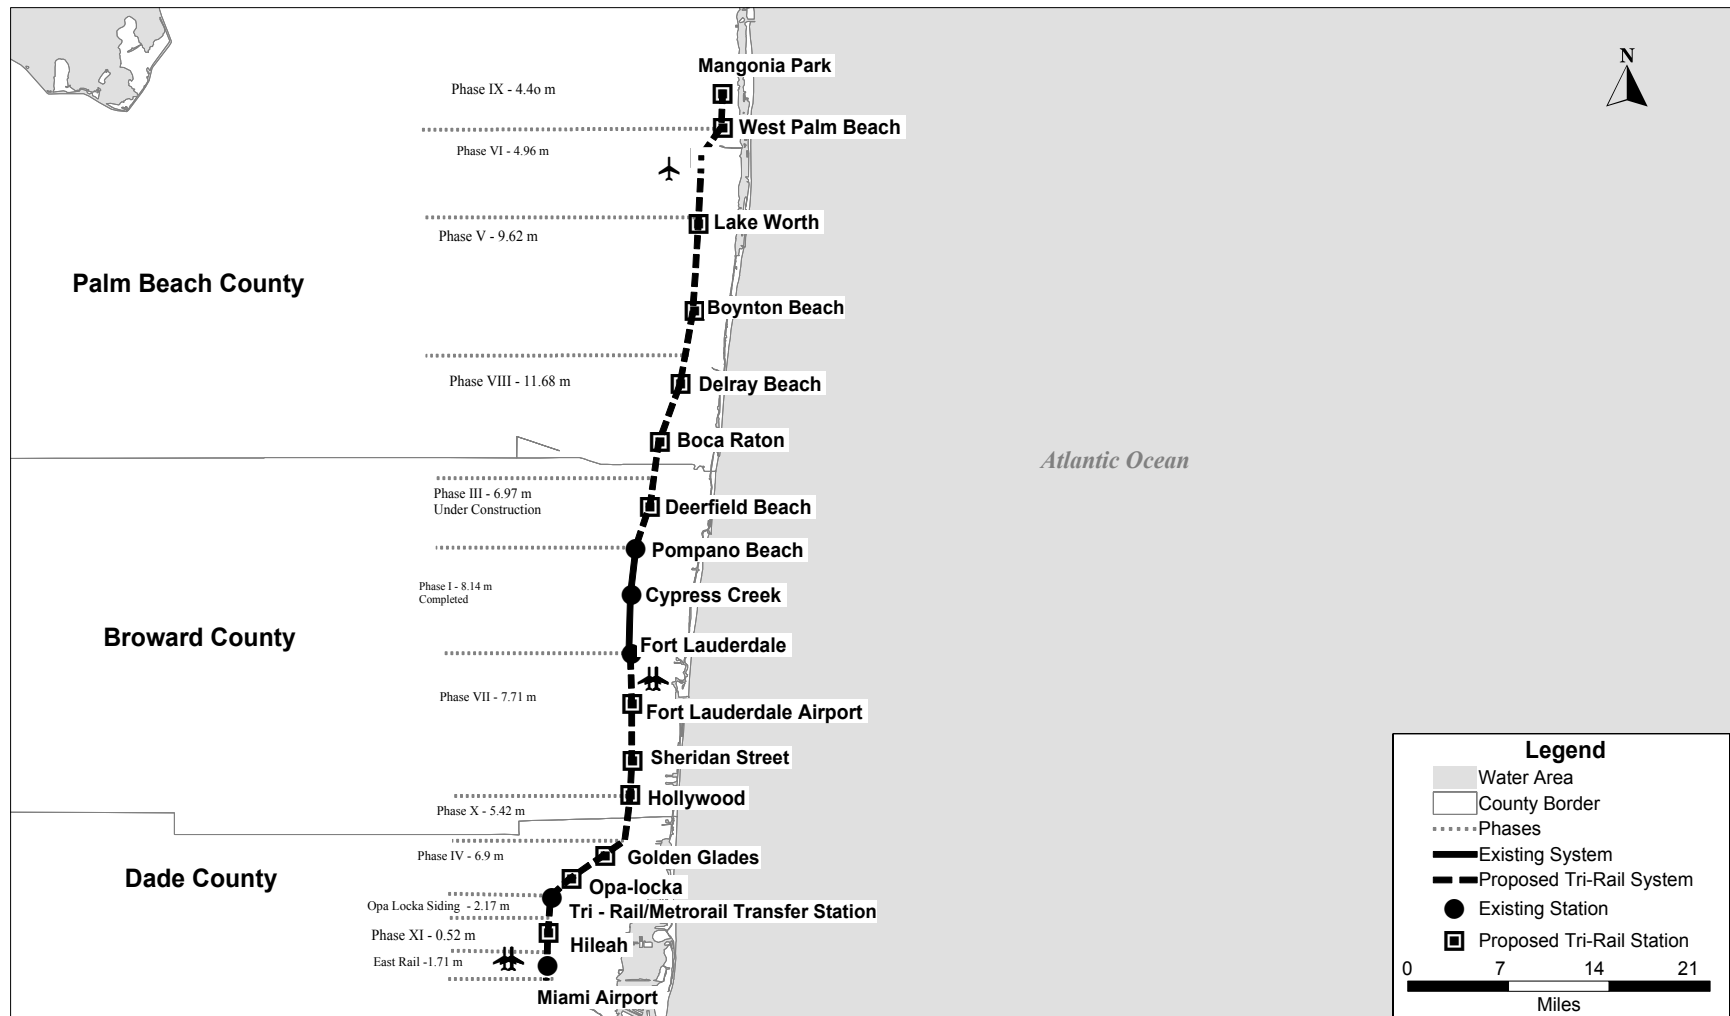 Mangonia Park
N
Phase IX - 4.4o m
West Palm Beach
Phase VI - 4.96 m
Lake Worth
Phase V - 9.62 m
Palm Beach County
Boynton Beach
Phase VIII - 11.68 m
Delray Beach
Boca Raton
Atlantic Ocean
Phase III - 6.97 m
Under Construction
Deerfield Beach
Pompano Beach
Phase I - 8.14 m
Completed
Cypress Creek
Broward County
Fort Lauderdale
Phase VII - 7.71 m
Fort Lauderdale Airport
Sheridan Street
Hollywood
Phase X - 5.42 m
Phase IV - 6.9 m
Golden Glades
Dade County
Opa-locka
Opa Locka Siding - 2.17 m
Tri - Rail/Metrorail Transfer Station
Phase XI - 0.52 m
Hileah
East Rail -1.71 m
Miami Airport
Legend
Water Area
County Border
Phases
Existing System
Proposed Tri-Rail System
Existing Station
Proposed Tri-Rail Station
0 7 14 21
Miles